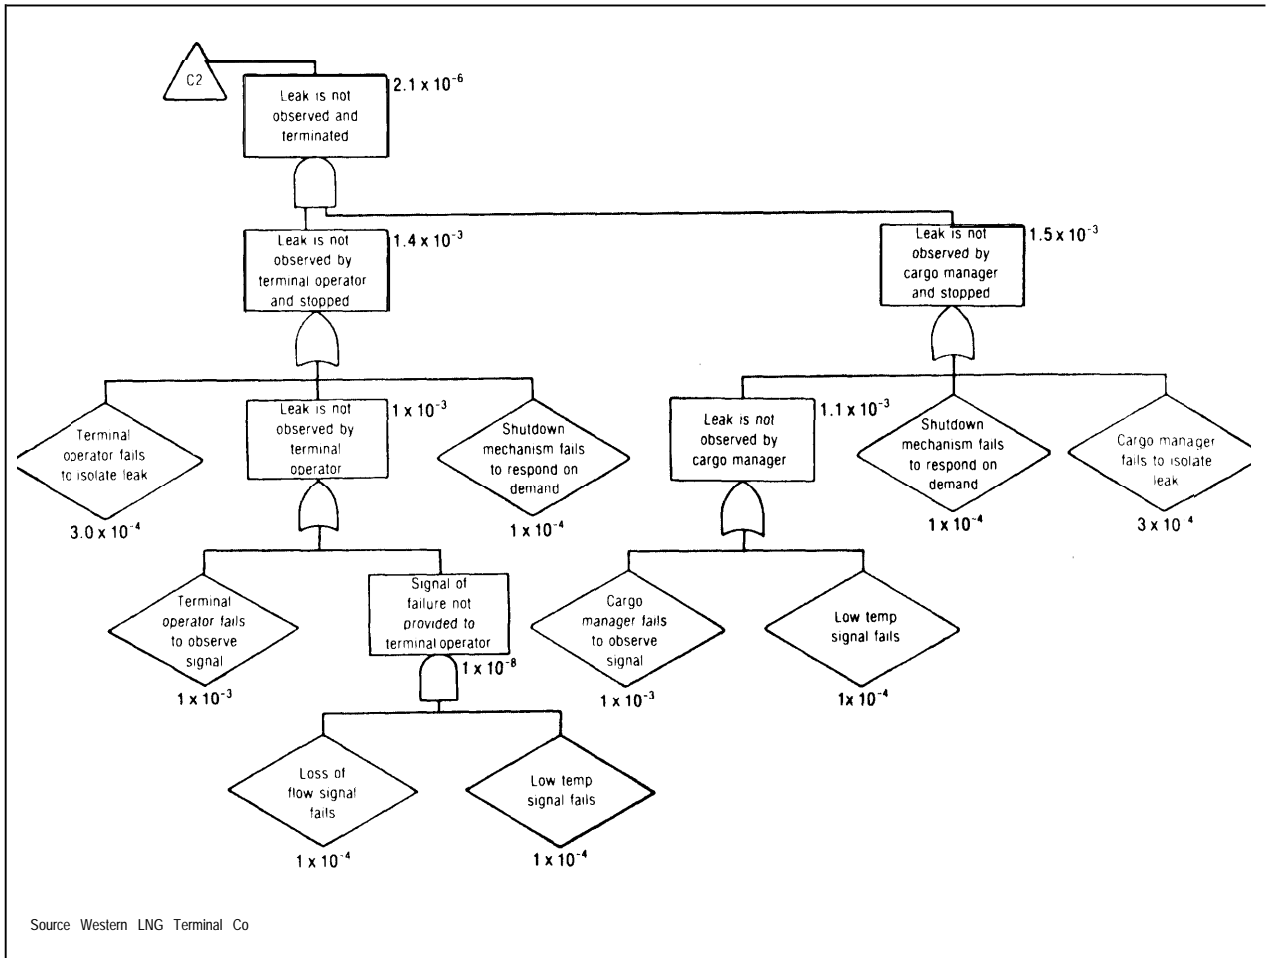 C2
Leak is not
observed and
terminated
2.1 x 10⁻⁶
Leak is not
observed by
terminal operator
and stopped
1.4 x 10⁻³
Leak is not
observed by
cargo manager
and stopped
1.5 x 10⁻³
Terminal
operator fails
to isolate leak
3.0 x 10⁻⁴
Leak is not
observed by
terminal
operator
1 x 10⁻³
Shutdown
mechanism fails
to respond on
demand
1 x 10⁻⁴
Leak is not
observed by
cargo manager
1.1 x 10⁻³
Shutdown
mechanism fails
to respond on
demand
1 x 10⁻⁴
Cargo manager
fails to isolate
leak
3 x 10⁻⁴
Terminal
operator fails
to observe
signal
1 x 10⁻³
Signal of
failure not
provided to
terminal operator
1 x 10⁻⁸
Cargo
manager fails
to observe
signal
1 x 10⁻³
Low temp
signal fails
1x 10⁻⁴
Loss of
flow signal
fails
1 x 10⁻⁴
Low temp
signal fails
1 x 10⁻⁴
Source Western LNG Terminal Co